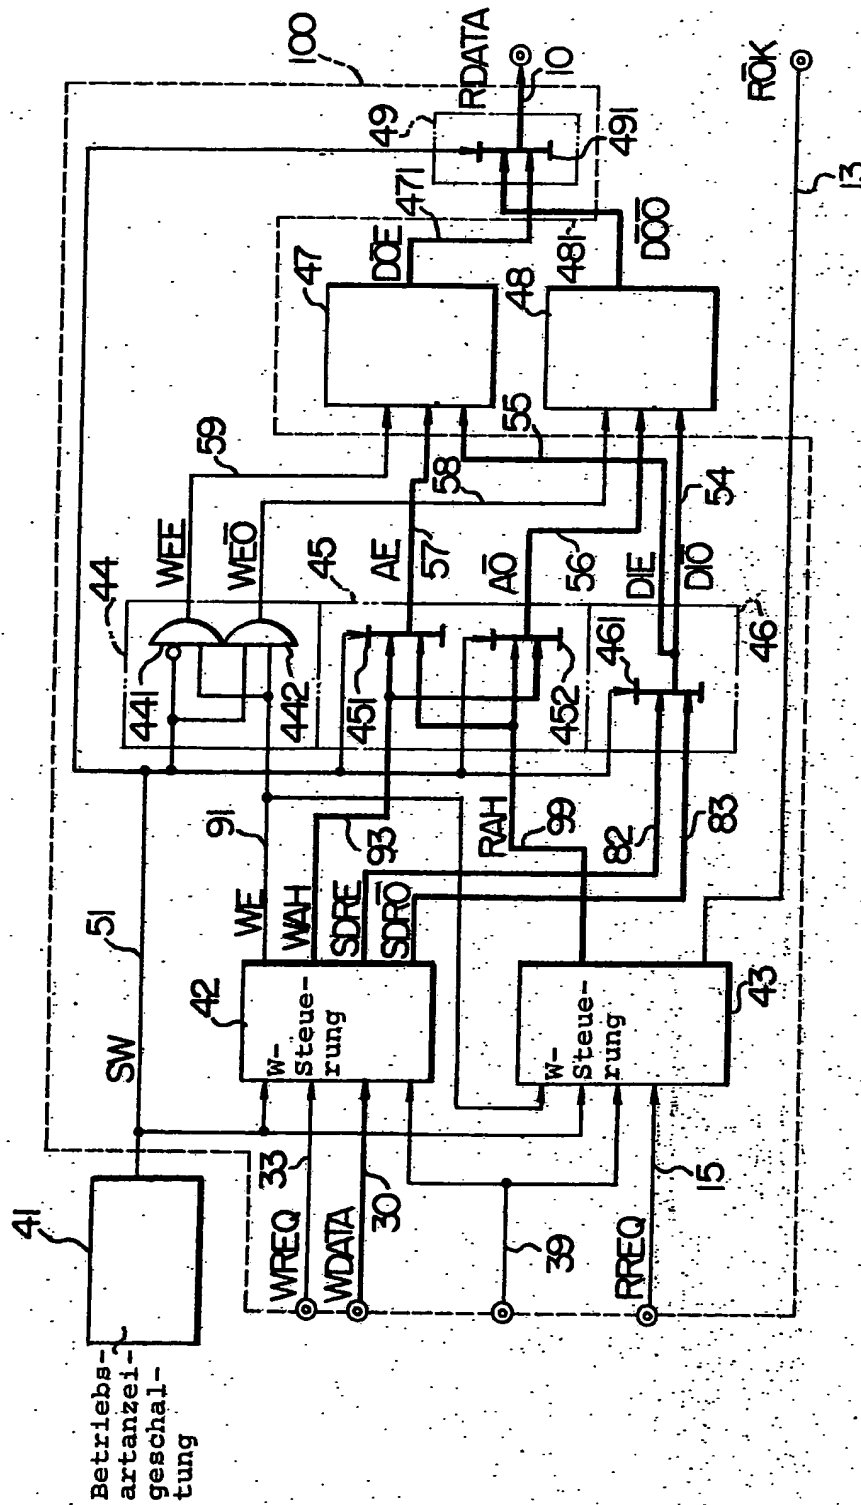 Betriebs-
artanzei-
geschal-
tung
41
SW
51
100
WREQ
33
WDATA
30
39
RREQ
15
42
W-
Steue-
rung
43
W-
Steue-
rung
WE
91
WAH
93
SDRE
SDRŌ
RAH
99
82
83
44
441
442
45
451
452
46
461
WEE
59
WEŌ
58
AE
57
AŌ
56
DIE
55
DIŌ
54
47
48
DOE
471
DŌŌ
481
49
491
RDATA
10
RŌK
13